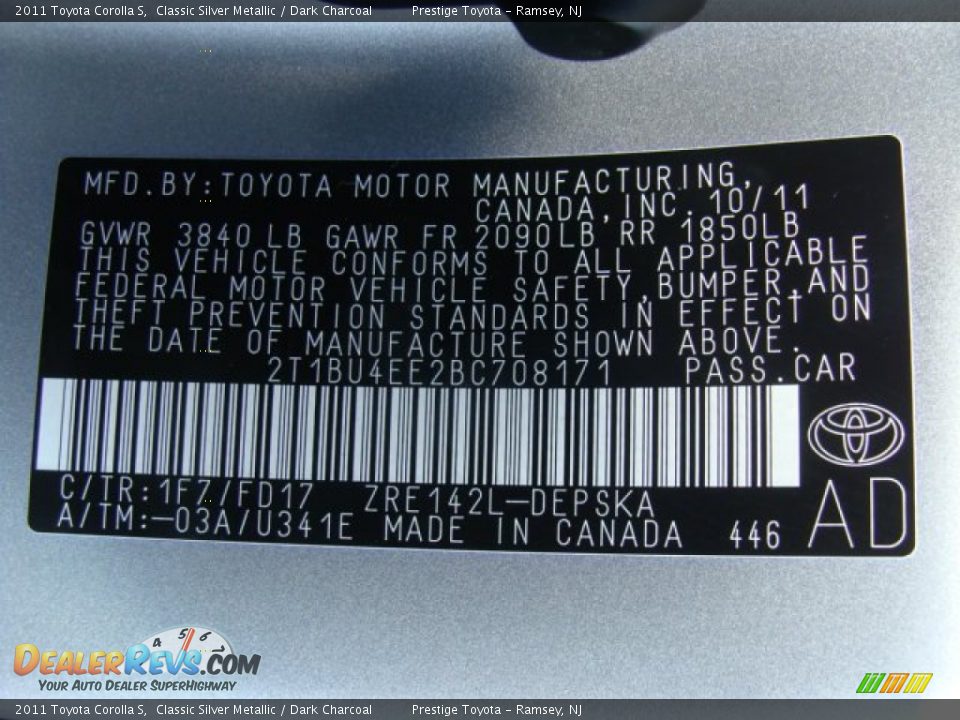 2011 Toyota Corolla S,  Classic Silver Metallic / Dark Charcoal  Prestige Toyota - Ramsey, NJ
MFD.BY:TOYOTA MOTOR MANUFACTURING,
CANADA,INC. 10/11
GVWR 3840 LB GAWR FR 2090LB RR 1850LB
THIS VEHICLE CONFORMS TO ALL APPLICABLE
FEDERAL MOTOR VEHICLE SAFETY,BUMPER,AND
THEFT PREVENTION STANDARDS IN EFFECT ON
THE DATE OF MANUFACTURE SHOWN ABOVE.
2T1BU4EE2BC708171 PASS.CAR
C/TR:1F7/FD17 ZRE142L-DEPSKA
A/TM:-03A/U341E MADE IN CANADA 446
AD
4 5 6 7
DEALERREVS.COM
YOUR AUTO DEALER SUPERHIGHWAY
2011 Toyota Corolla S,  Classic Silver Metallic / Dark Charcoal  Prestige Toyota - Ramsey, NJ